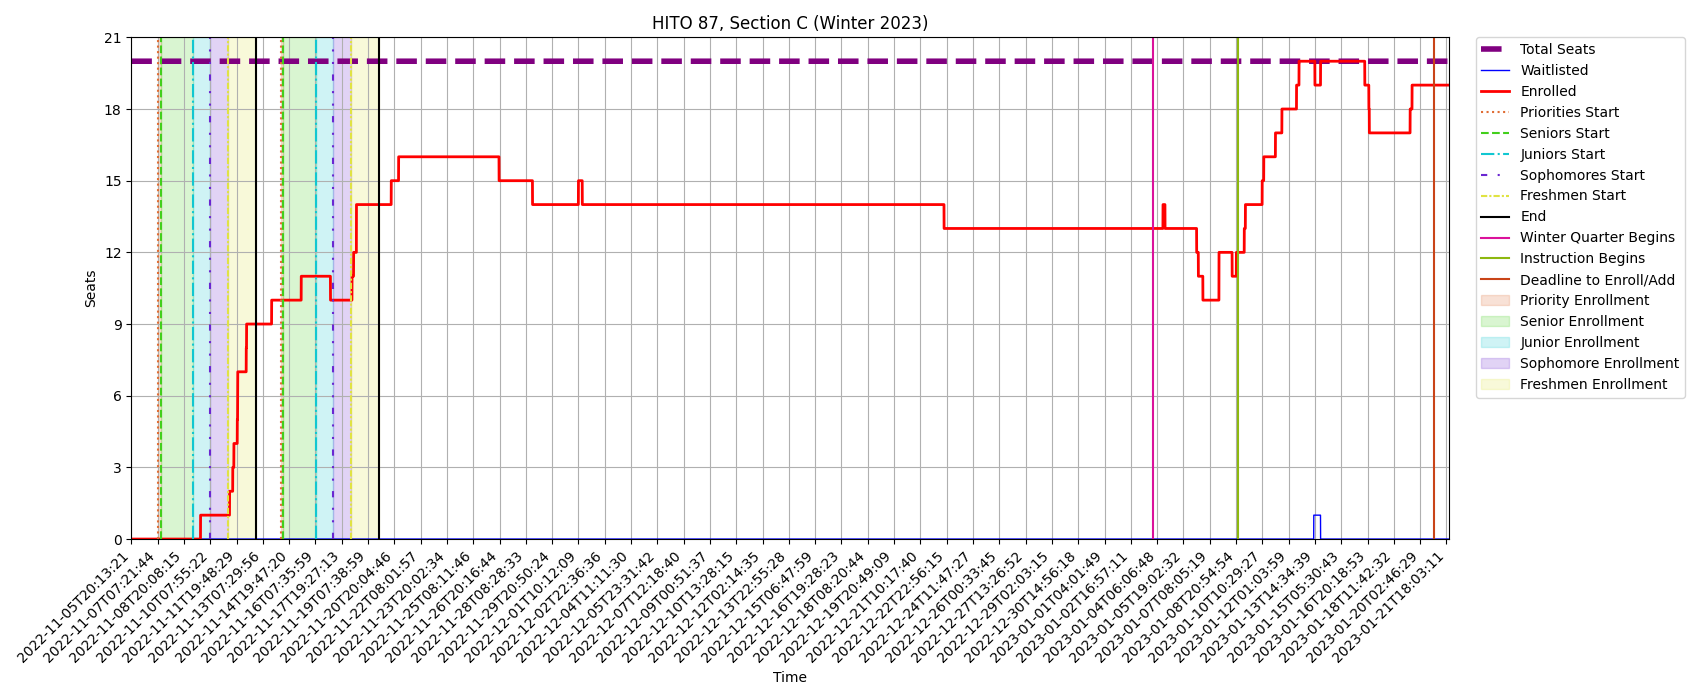 HITO 87, Section C (Winter 2023)
21
18
15
12
9
6
3
0
Seats
2022-11-05T20:13:21
2022-11-07T07:21:44
2022-11-08T20:08:15
2022-11-10T07:55:22
2022-11-11T19:48:29
2022-11-13T07:29:56
2022-11-14T19:47:20
2022-11-16T07:35:59
2022-11-17T19:27:13
2022-11-19T07:38:59
2022-11-20T20:04:46
2022-11-22T08:01:57
2022-11-23T20:02:34
2022-11-25T08:11:46
2022-11-26T20:16:44
2022-11-28T08:28:33
2022-11-29T20:50:24
2022-12-01T10:12:09
2022-12-02T22:36:36
2022-12-04T11:11:30
2022-12-05T23:31:42
2022-12-07T12:18:40
2022-12-09T00:51:37
2022-12-10T13:28:15
2022-12-12T02:14:35
2022-12-13T22:55:28
2022-12-15T06:47:59
2022-12-16T19:28:23
2022-12-18T08:20:44
2022-12-19T20:49:09
2022-12-21T10:17:40
2022-12-22T22:56:15
2022-12-24T11:47:27
2022-12-26T00:33:45
2022-12-27T13:26:52
2022-12-29T02:03:15
2022-12-30T14:56:18
2023-01-01T04:01:49
2023-01-02T16:57:11
2023-01-04T06:06:48
2023-01-05T19:02:32
2023-01-07T08:05:19
2023-01-08T20:54:54
2023-01-10T10:29:27
2023-01-12T01:03:59
2023-01-13T14:34:39
2023-01-15T05:30:43
2023-01-16T20:18:53
2023-01-18T11:42:32
2023-01-20T02:46:29
2023-01-21T18:03:11
Time
Total Seats
Waitlisted
Enrolled
Priorities Start
Seniors Start
Juniors Start
Sophomores Start
Freshmen Start
End
Winter Quarter Begins
Instruction Begins
Deadline to Enroll/Add
Priority Enrollment
Senior Enrollment
Junior Enrollment
Sophomore Enrollment
Freshmen Enrollment